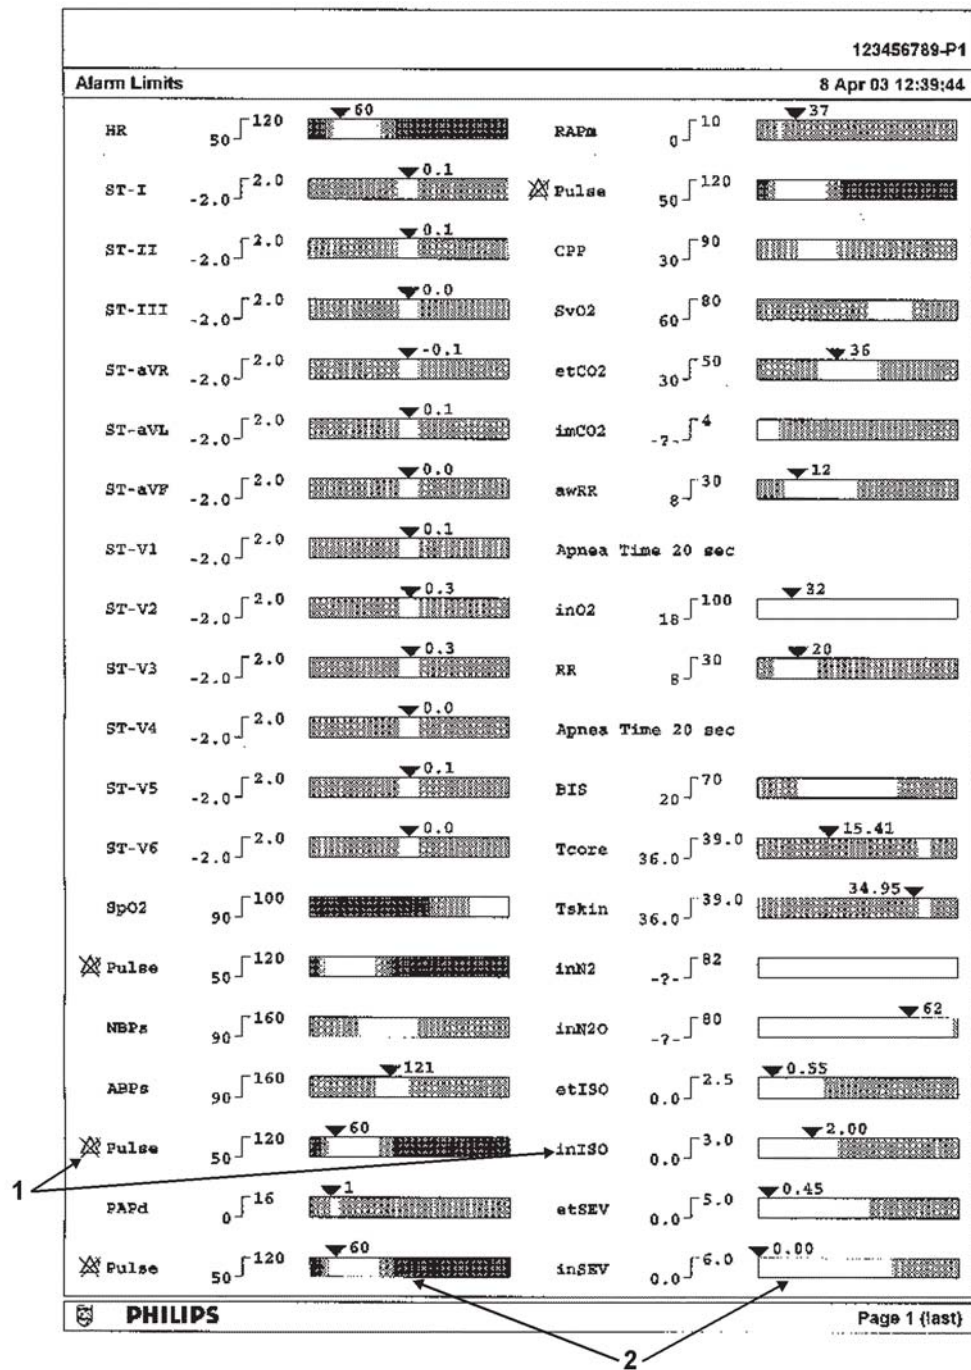 123456789-P1
Alarm Limits 8 Apr 03 12:39:44
HR 50 120 60
ST-I -2.0 2.0 0.1
ST-II -2.0 2.0 0.1
ST-III -2.0 2.0 0.0
ST-aVR -2.0 2.0 -0.1
ST-aVL -2.0 2.0 0.1
ST-aVF -2.0 2.0 0.0
ST-V1 -2.0 2.0 0.1
ST-V2 -2.0 2.0 0.3
ST-V3 -2.0 2.0 0.3
ST-V4 -2.0 2.0 0.0
ST-V5 -2.0 2.0 0.1
ST-V6 -2.0 2.0 0.0
SpO2 90 100
Pulse 50 120
NBPs 90 160
ABPs 90 160 121
Pulse 50 120 60
PAPd 0 16 1
Pulse 50 120 60
RAPm 0 10 37
Pulse 50 120
CPP 30 90
SvO2 60 80
etCO2 30 50 36
imCO2 -?- 4
awRR 8 30 12
Apnea Time 20 sec
inO2 18 100 32
RR 8 30 20
Apnea Time 20 sec
BIS 20 70
Tcore 36.0 39.0 15.41
Tskin 36.0 39.0 34.95
inN2 -?- 82
inN2O -?- 80 62
etISO 0.0 2.5 0.55
inISO 0.0 3.0 2.00
etSEV 0.0 5.0 0.45
inSEV 0.0 6.0 0.00
1
PHILIPS Page 1 (last)
2